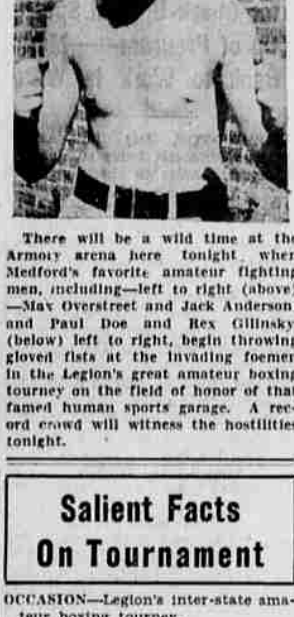 There will be a wild time at the
Armory arena here tonight when
Medford's favorite amateur fighting
men, including—left to right (above)
—Max Overstreet and Jack Anderson
and Paul Doe and Rex Gilinsky
(below) left to right, begin throwing
gloved fists at the invading foemen
in the Legion's great amateur boxing
tourney on the field of honor of that
famed human sports garage. A rec-
ord crowd will witness the hostilities
tonight.
Salient Facts
On Tournament
OCCASION—Legion's inter-state ama-
teur boxing tourney